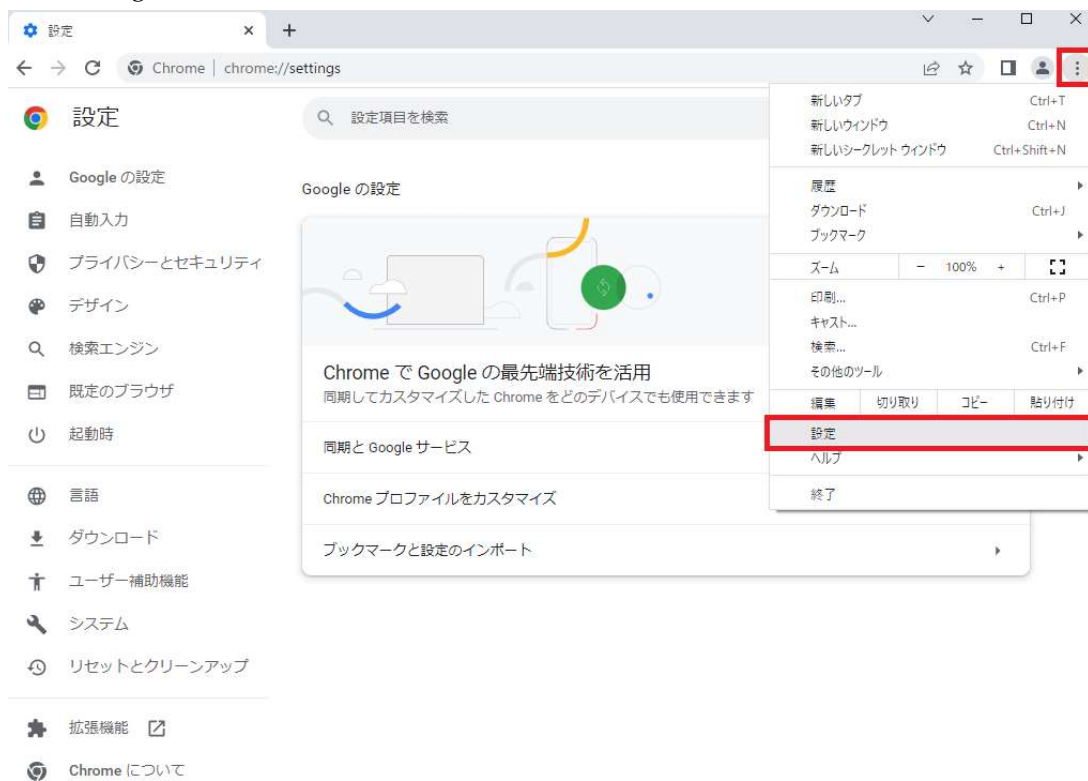 設定
Chrome | chrome://settings
設定
設定項目を検索
Google の設定
自動入力
プライバシーとセキュリティ
デザイン
検索エンジン
既定のブラウザ
起動時
言語
ダウンロード
ユーザー補助機能
システム
リセットとクリーンアップ
拡張機能
Chrome について
Google の設定
Chrome で Google の最先端技術を活用
同期してカスタマイズした Chrome をどのデバイスでも使用できます
同期と Google サービス
Chrome プロファイルをカスタマイズ
ブックマークと設定のインポート
新しいタブ Ctrl+T
新しいウィンドウ Ctrl+N
新しいシークレット ウィンドウ Ctrl+Shift+N
履歴
ダウンロード Ctrl+J
ブックマーク
ズーム - 100% +
印刷... Ctrl+P
キャスト...
検索... Ctrl+F
その他のツール
編集 切り取り コピー 貼り付け
設定
ヘルプ
終了